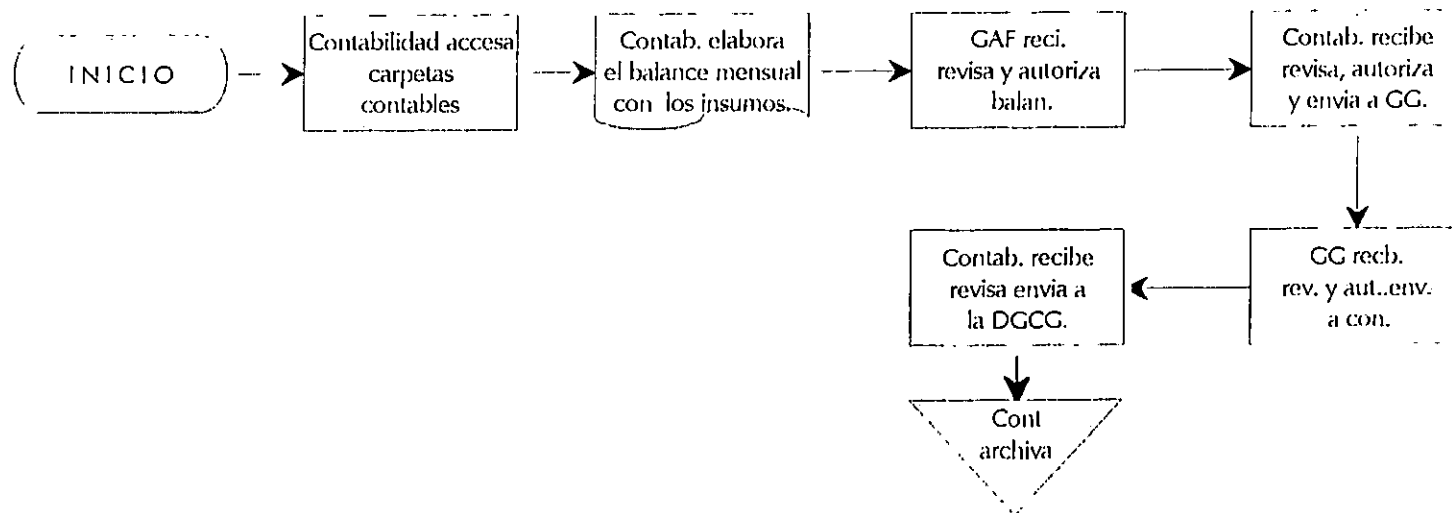 INICIO
Contabilidad accesa
carpetas
contables
Contab. elabora
el balance mensual
con los insumos.
GAF reci.
revisa y autoriza
balan.
Contab. recibe
revisa, autoriza
y envia a GG.
GG recb.
rev. y aut..env.
a con.
Contab. recibe
revisa envia a
la DGCG.
Cont
archiva